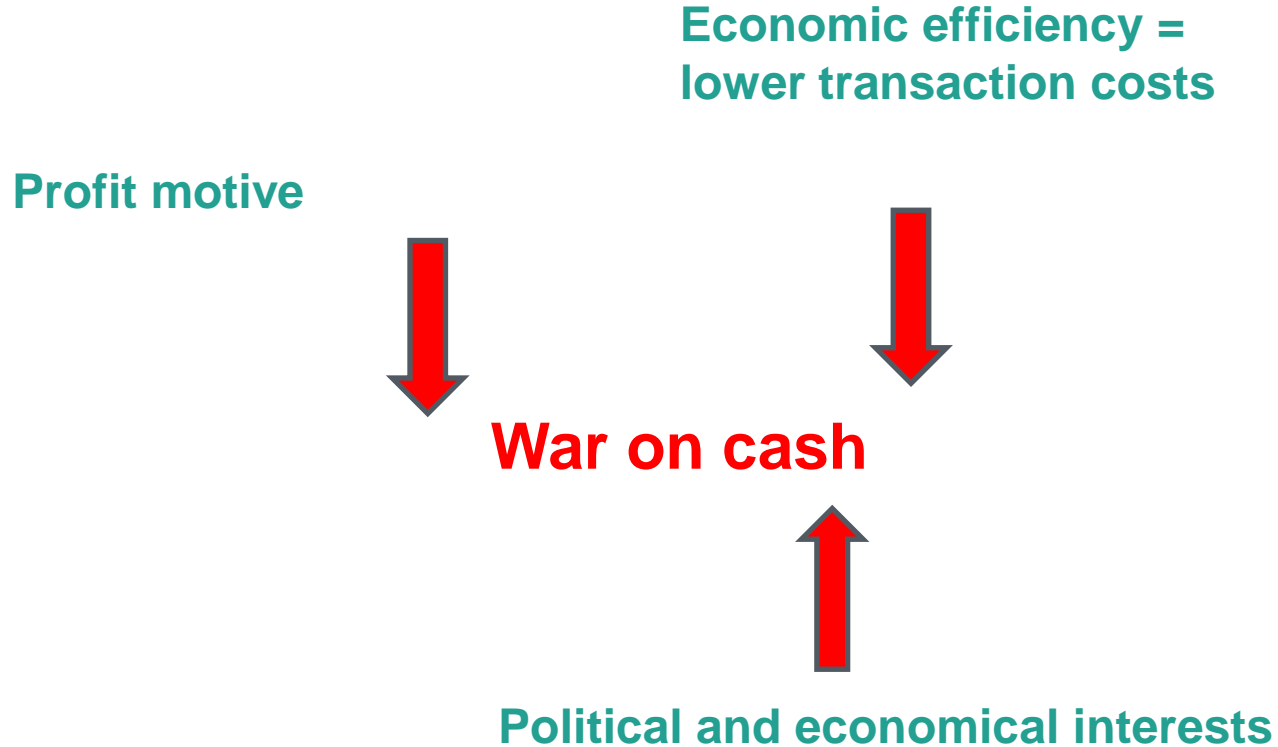 Economic efficiency =
lower transaction costs
Profit motive
War on cash
Political and economical interests